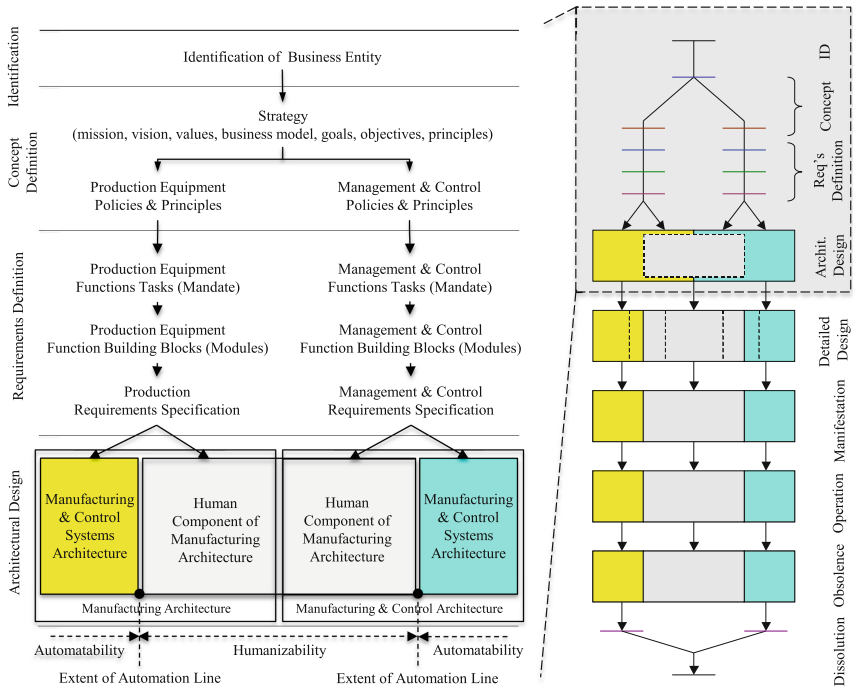 Identification
Identification of Business Entity
Concept
Definition
Strategy
(mission, vision, values, business model, goals, objectives, principles)
Production Equipment
Policies & Principles
Management & Control
Policies & Principles
Requirements Definition
Production Equipment
Functions Tasks (Mandate)
Management & Control
Functions Tasks (Mandate)
Production Equipment
Function Building Blocks (Modules)
Management & Control
Function Building Blocks (Modules)
Production
Requirements Specification
Management & Control
Requirements Specification
Architectural Design
Manufacturing
& Control
Systems
Architecture
Human
Component of
Manufacturing
Architecture
Human
Component of
Manufacturing
Architecture
Manufacturing
& Control
Systems
Architecture
Manufacturing Architecture
Manufacturing & Control Architecture
Automatability
Humanizability
Automatability
Extent of Automation Line
Extent of Automation Line
ID
Concept
Req's
Definition
Archit.
Design
Detailed
Design
Manifestation
Operation
Obsolence
Dissolution